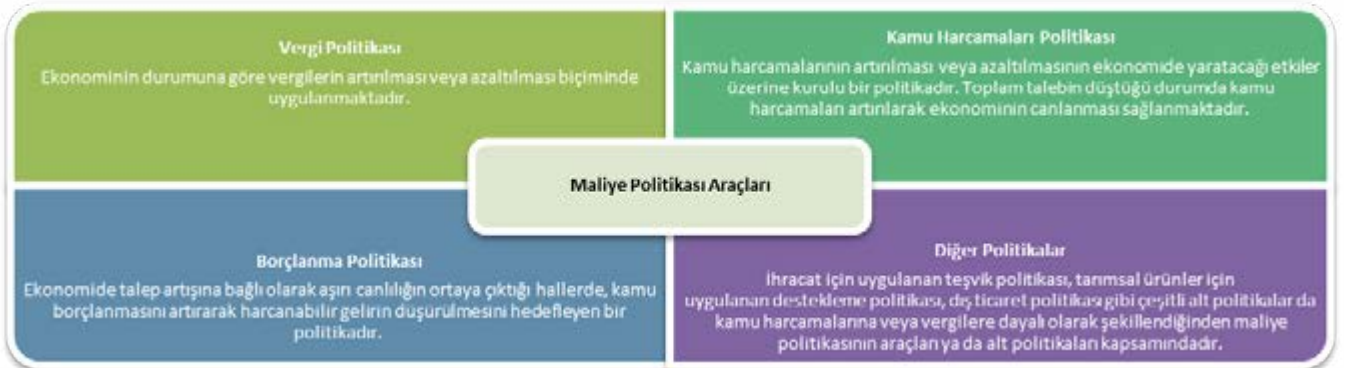 Vergi Politikası
Ekonominin durumuna göre vergilerin artırılması veya azaltılması biçiminde
uygulanmaktadır.
Kamu Harcamaları Politikası
Kamu harcamalarının artırılması veya azaltılmasının ekonomide yaratacağı etkiler
üzerine kurulu bir politikadır. Toplam talebin düştüğü durumda kamu
harcamaları artırılarak ekonominin canlanması sağlanmaktadır.
Maliye Politikası Araçları
Borçlanma Politikası
Ekonomide talep artışına bağlı olarak aşırı canlılığın ortaya çıktığı hallerde, kamu
borçlanmasını artırarak harcanabilir gelirin düşürülmesini hedefleyen bir
politikadır.
Diğer Politikalar
İhracat için uygulanan teşvik politikası, tarımsal ürünler için
uygulanan destekleme politikası, dış ticaret politikası gibi çeşitli alt politikalar da
kamu harcamalarına veya vergilere dayalı olarak şekillendiğinden maliye
politikasının araçları ya da alt politikaları kapsamındadır.